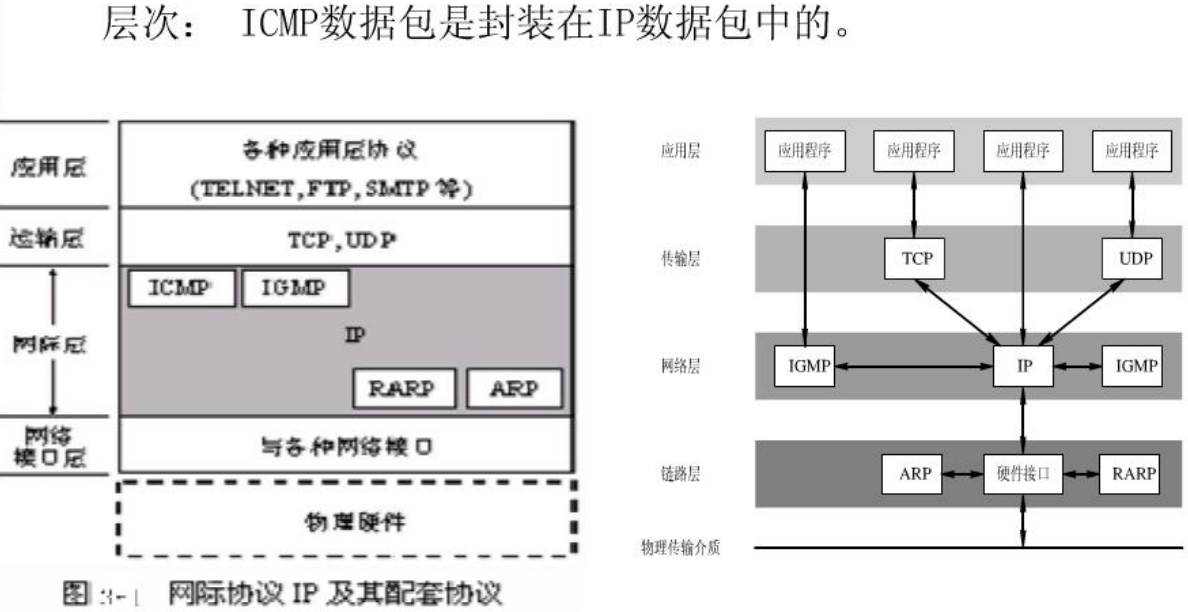 层次： ICMP数据包是封装在IP数据包中的。
应用层
各种应用层协议
(TELNET,FTP,SMTP 等)
运输层
TCP,UDP
网际层
ICMP
IGMP
IP
RARP
ARP
网络
接口层
与各种网络接口
物理硬件
图 3-1 网际协议 IP 及其配套协议
应用层
应用程序
应用程序
应用程序
应用程序
传输层
TCP
UDP
网络层
IGMP
IP
IGMP
链路层
ARP
硬件接口
RARP
物理传输介质